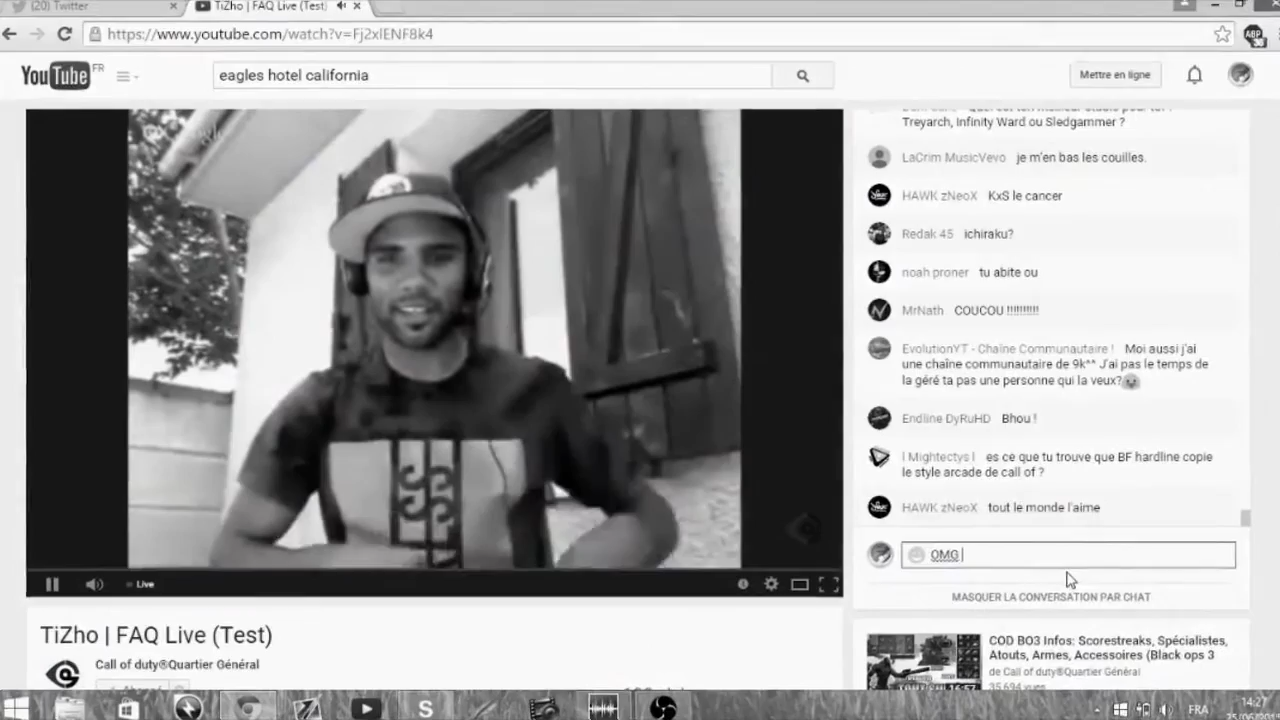 (20) Twitter
TiZho | FAQ Live (Test)
https://www.youtube.com/watch?v=Fj2xlENF8k4
ABP
YouTube FR
eagles hotel california
Mettre en ligne
Treyarch, Infinity Ward ou Sledgammer ?
LaCrim MusicVevo je m'en bas les couilles.
HAWK zNeoX KxS le cancer
Redak 45 ichiraku?
noah proner tu abite ou
MrNath COUCOU !!!!!!!!!!
EvolutionYT - Chaîne Communautaire ! Moi aussi j'ai
une chaîne communautaire de 9k** J'ai pas le temps de
la géré ta pas une personne qui la veux?
Endline DyRuHD Bhou !
l Mightectys l es ce que tu trouve que BF hardline copie
le style arcade de call of ?
HAWK zNeoX tout le monde l'aime
OMG
MASQUER LA CONVERSATION PAR CHAT
Live
TiZho | FAQ Live (Test)
Call of duty®Quartier Général
Abonné
COD BO3 Infos: Scorestreaks, Spécialistes,
Atouts, Armes, Accessoires (Black ops 3
de Call of duty®Quartier Général
35 694 vues
16:57
FRA
14:27